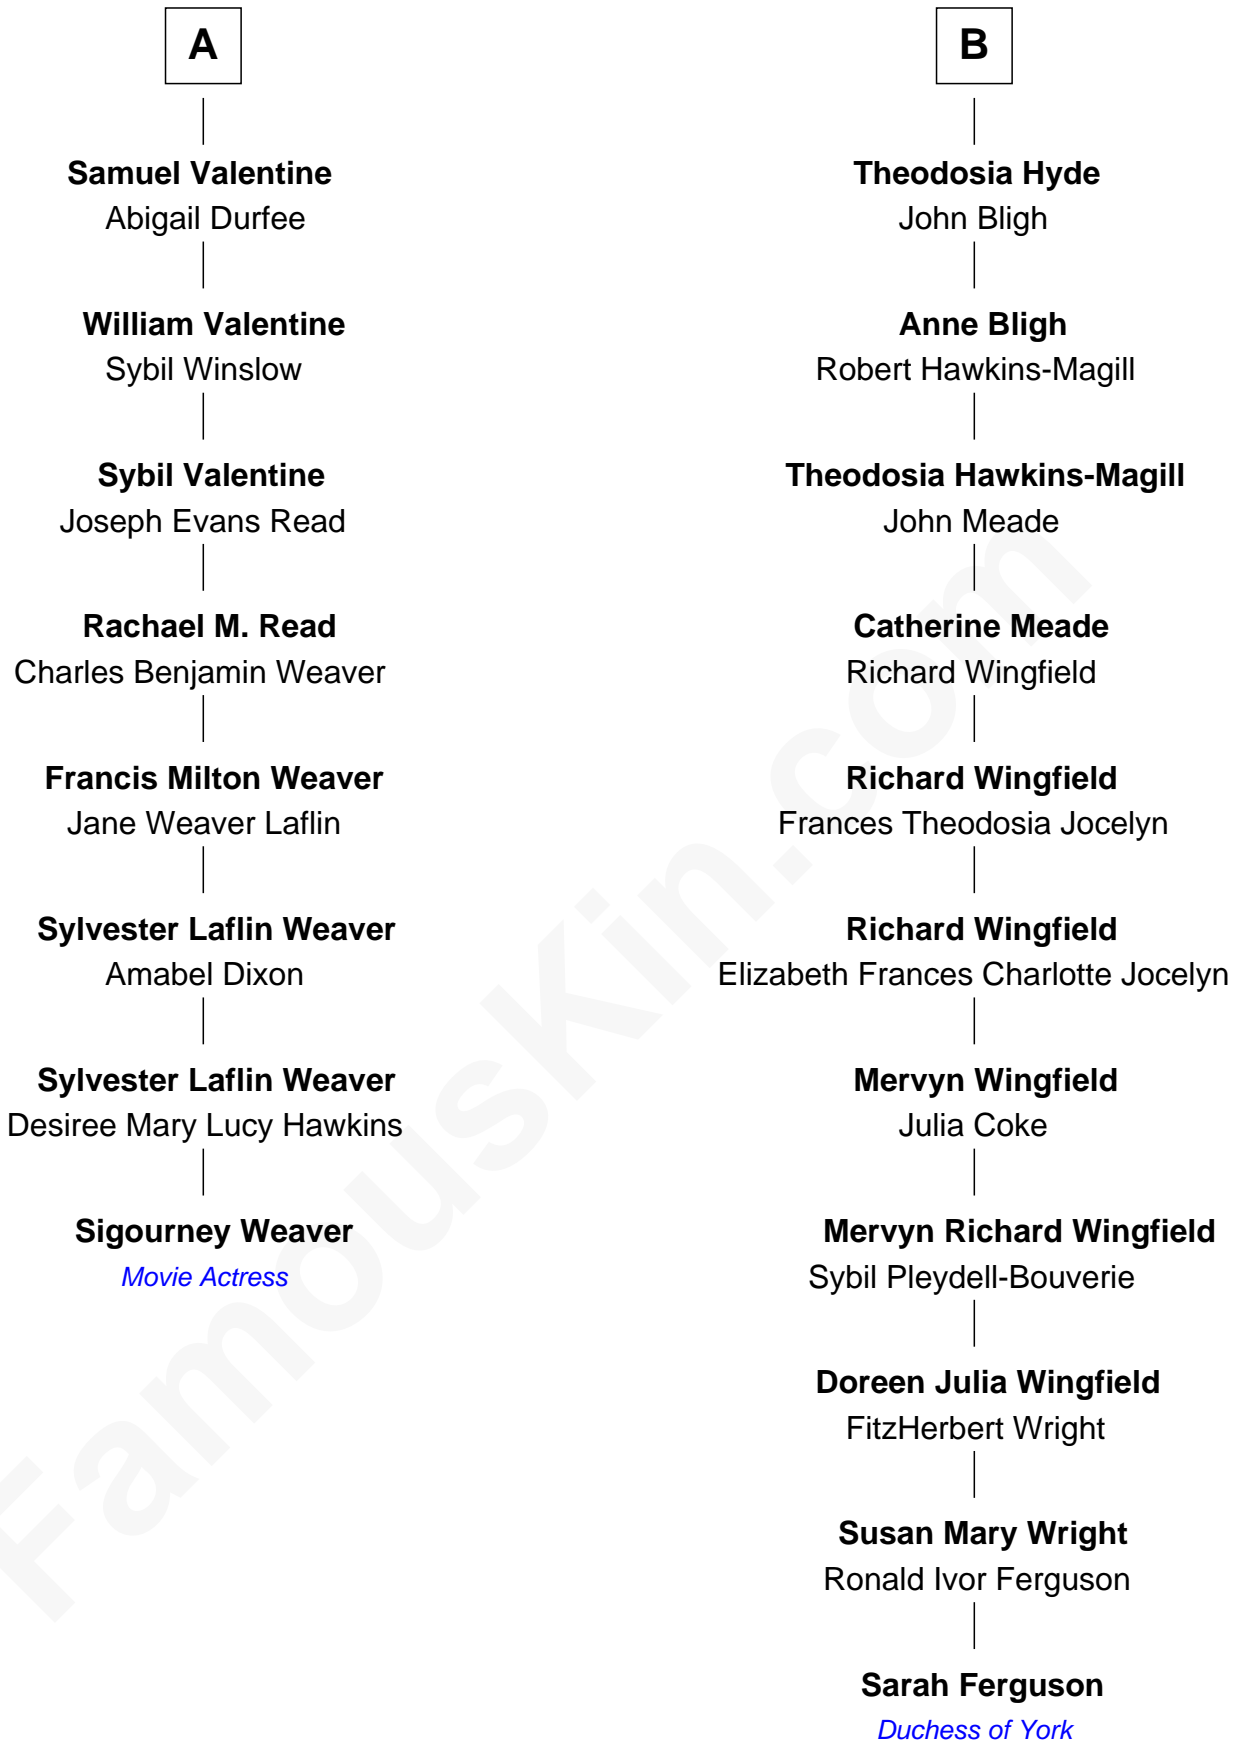 A
Samuel Valentine
Abigail Durfee
William Valentine
Sybil Winslow
Sybil Valentine
Joseph Evans Read
Rachael M. Read
Charles Benjamin Weaver
Francis Milton Weaver
Jane Weaver Laflin
Sylvester Laflin Weaver
Amabel Dixon
Sylvester Laflin Weaver
Desiree Mary Lucy Hawkins
Sigourney Weaver
Movie Actress
B
Theodosia Hyde
John Bligh
Anne Bligh
Robert Hawkins-Magill
Theodosia Hawkins-Magill
John Meade
Catherine Meade
Richard Wingfield
Richard Wingfield
Frances Theodosia Jocelyn
Richard Wingfield
Elizabeth Frances Charlotte Jocelyn
Mervyn Wingfield
Julia Coke
Mervyn Richard Wingfield
Sybil Pleydell-Bouverie
Doreen Julia Wingfield
FitzHerbert Wright
Susan Mary Wright
Ronald Ivor Ferguson
Sarah Ferguson
Duchess of York
FamousKin.com